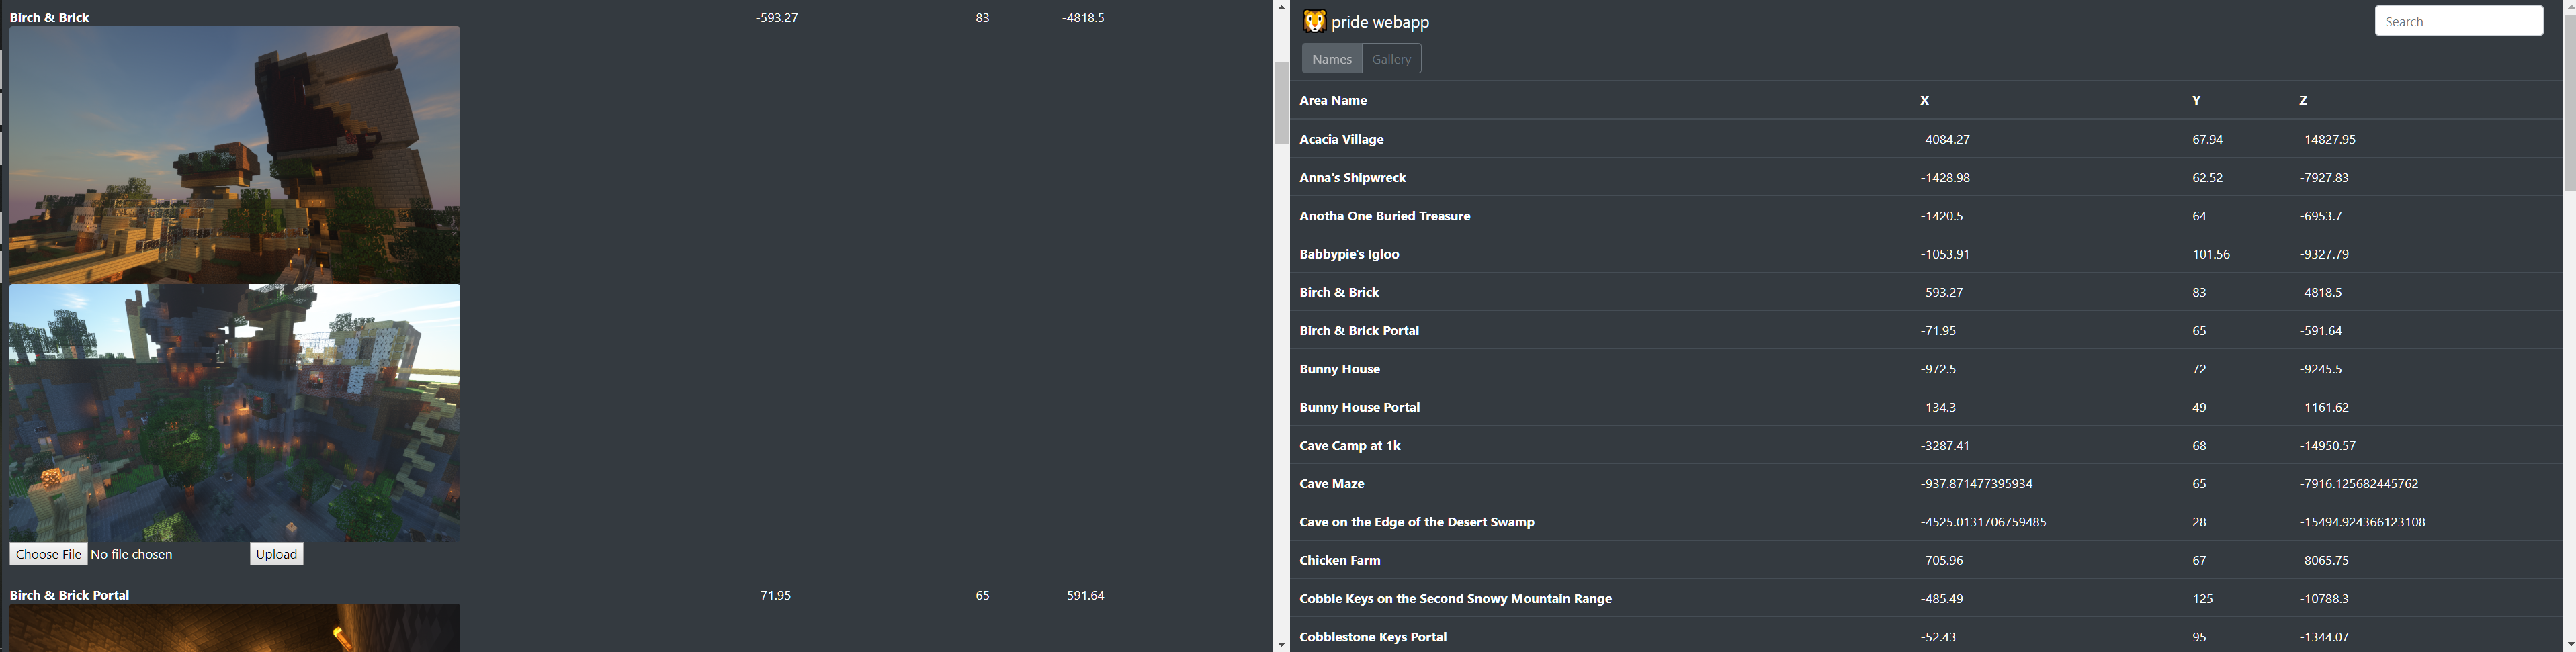 Birch & Brick -593.27 83 -4818.5
Choose File No file chosen Upload
Birch & Brick Portal -71.95 65 -591.64
pride webapp
Search
Names Gallery
Area Name X Y Z
Acacia Village -4084.27 67.94 -14827.95
Anna's Shipwreck -1428.98 62.52 -7927.83
Anotha One Buried Treasure -1420.5 64 -6953.7
Babbypie's Igloo -1053.91 101.56 -9327.79
Birch & Brick -593.27 83 -4818.5
Birch & Brick Portal -71.95 65 -591.64
Bunny House -972.5 72 -9245.5
Bunny House Portal -134.3 49 -1161.62
Cave Camp at 1k -3287.41 68 -14950.57
Cave Maze -937.871477395934 65 -7916.125682445762
Cave on the Edge of the Desert Swamp -4525.0131706759485 28 -15494.924366123108
Chicken Farm -705.96 67 -8065.75
Cobble Keys on the Second Snowy Mountain Range -485.49 125 -10788.3
Cobblestone Keys Portal -52.43 95 -1344.07